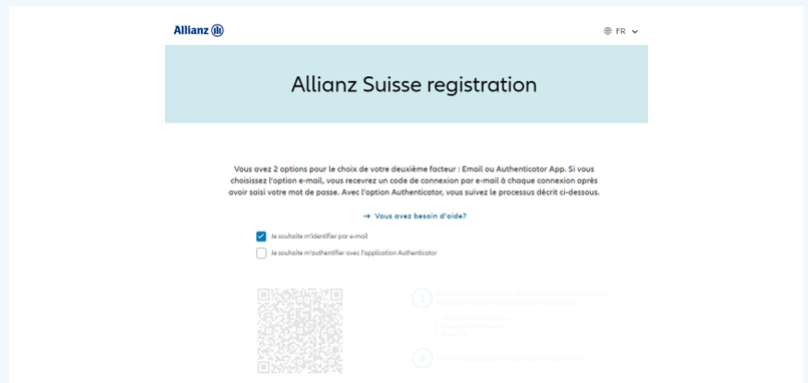 Allianz
FR
Allianz Suisse registration
Vous avez 2 options pour le choix de votre deuxième facteur : Email ou Authenticator App. Si vous
choisissez l'option e-mail, vous recevrez un code de connexion par e-mail à chaque connexion après
avoir saisi votre mot de passe. Avec l'option Authenticator, vous suivez le processus décrit ci-dessous.
→ Vous avez besoin d'aide?
Je souhaite m'identifier par e-mail
Je souhaite m'authentifier avec l'application Authenticator
1
2